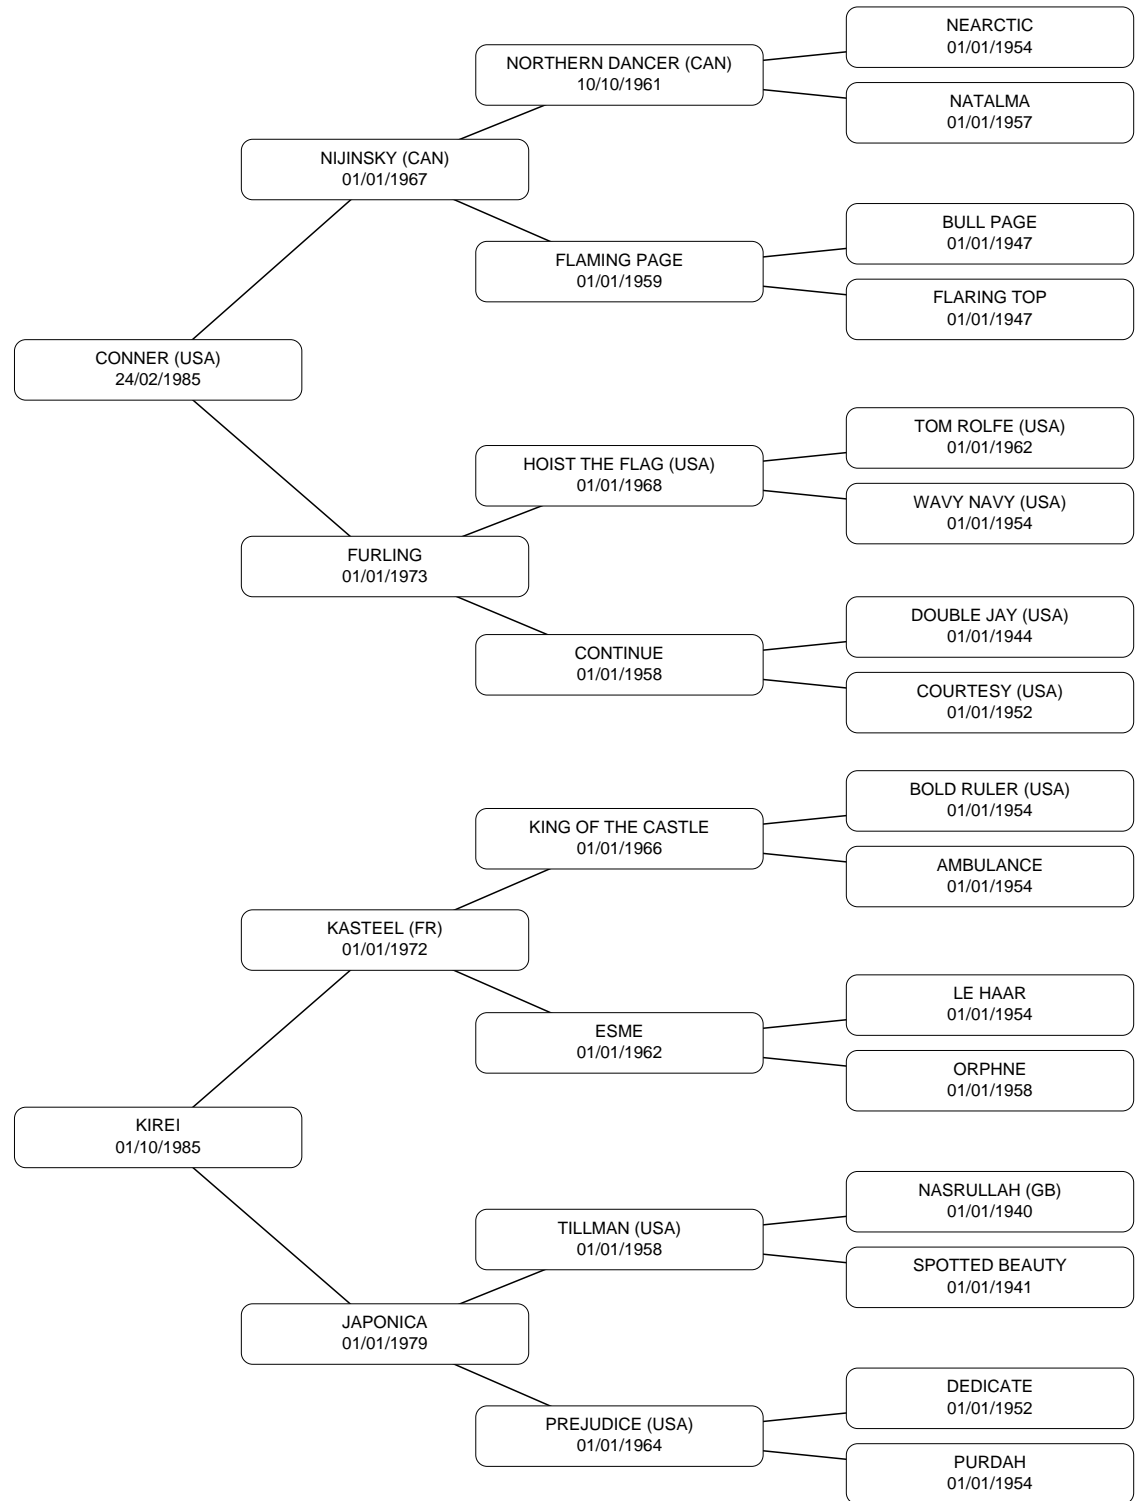 NEARCTIC
01/01/1954
NORTHERN DANCER (CAN)
10/10/1961
NATALMA
01/01/1957
NIJINSKY (CAN)
01/01/1967
BULL PAGE
01/01/1947
FLAMING PAGE
01/01/1959
FLARING TOP
01/01/1947
CONNER (USA)
24/02/1985
TOM ROLFE (USA)
01/01/1962
HOIST THE FLAG (USA)
01/01/1968
WAVY NAVY (USA)
01/01/1954
FURLING
01/01/1973
DOUBLE JAY (USA)
01/01/1944
CONTINUE
01/01/1958
COURTESY (USA)
01/01/1952
BOLD RULER (USA)
01/01/1954
KING OF THE CASTLE
01/01/1966
AMBULANCE
01/01/1954
KASTEEL (FR)
01/01/1972
LE HAAR
01/01/1954
ESME
01/01/1962
ORPHNE
01/01/1958
KIREI
01/10/1985
NASRULLAH (GB)
01/01/1940
TILLMAN (USA)
01/01/1958
SPOTTED BEAUTY
01/01/1941
JAPONICA
01/01/1979
DEDICATE
01/01/1952
PREJUDICE (USA)
01/01/1964
PURDAH
01/01/1954